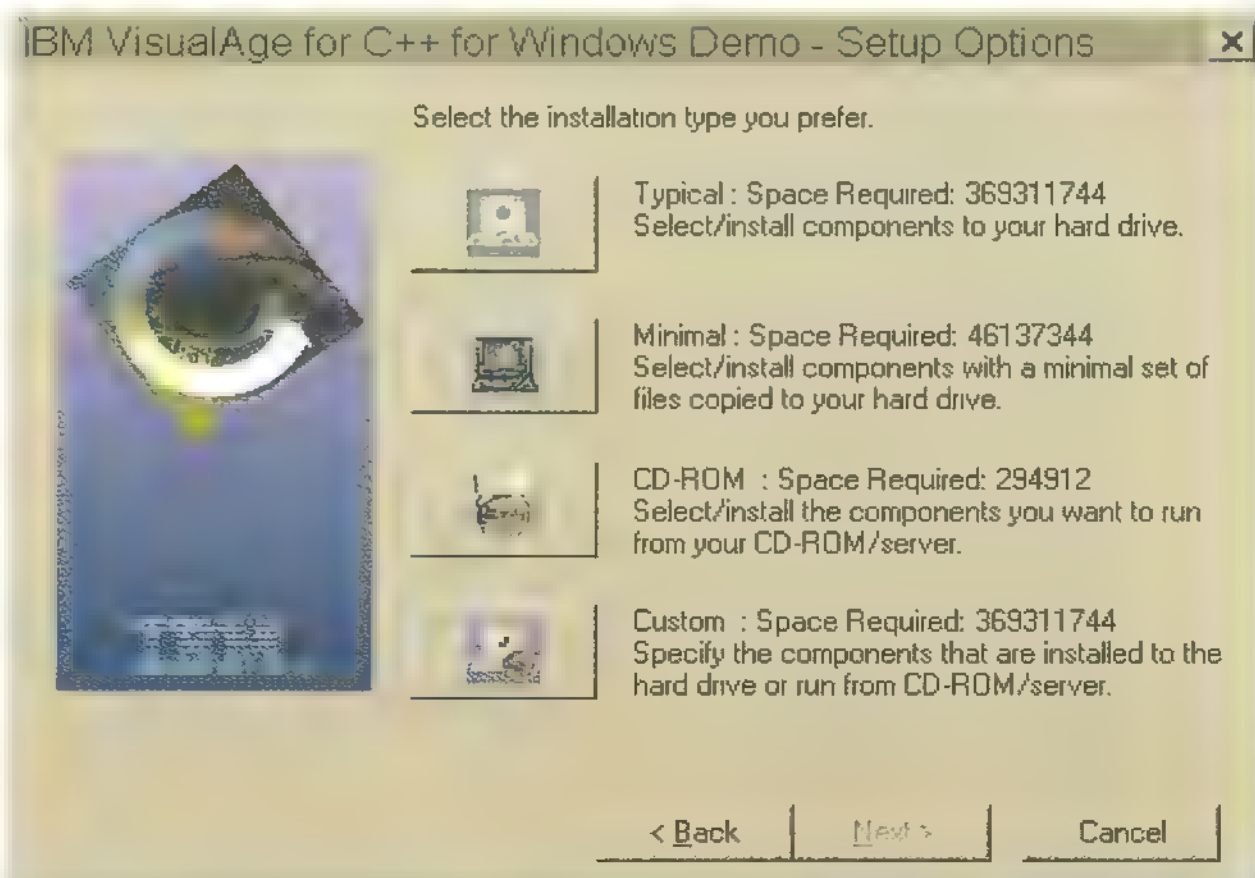 IBM VisualAge for C++ for Windows Demo - Setup Options
Select the installation type you prefer.
Typical : Space Required: 369311744
Select/install components to your hard drive.
Minimal : Space Required: 46137344
Select/install components with a minimal set of
files copied to your hard drive.
CD-ROM : Space Required: 294912
Select/install the components you want to run
from your CD-ROM/server.
Custom : Space Required: 369311744
Specify the components that are installed to the
hard drive or run from CD-ROM/server.
< Back
Next >
Cancel